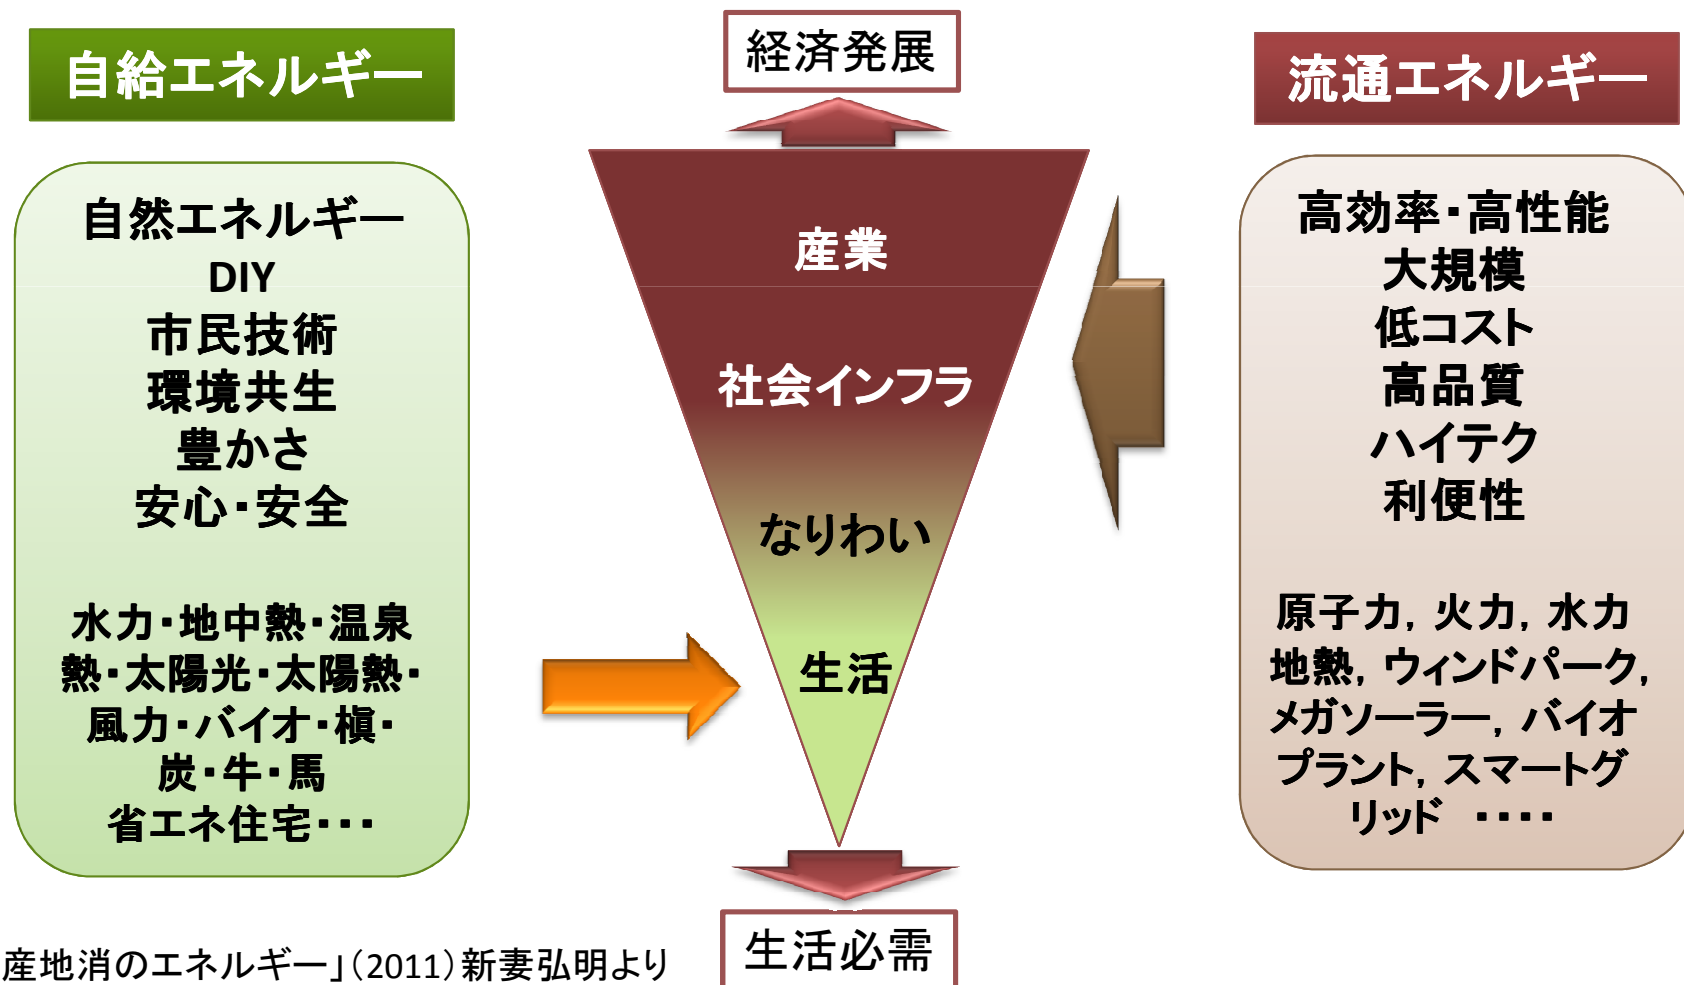 経済発展
自給エネルギー
流通エネルギー
自然エネルギー
DIY
市民技術
環境共生
豊かさ
安心・安全
水力・地中熱・温泉
熱・太陽光・太陽熱・
風力・バイオ・槇・
炭・牛・馬
省エネ住宅・・・
産業
社会インフラ
なりわい
生活
高効率・高性能
大規模
低コスト
高品質
ハイテク
利便性
原子力, 火力, 水力
地熱, ウィンドパーク,
メガソーラー, バイオ
プラント, スマートグ
リッド ・・・・
生活必需
産地消のエネルギー」(2011)新妻弘明より